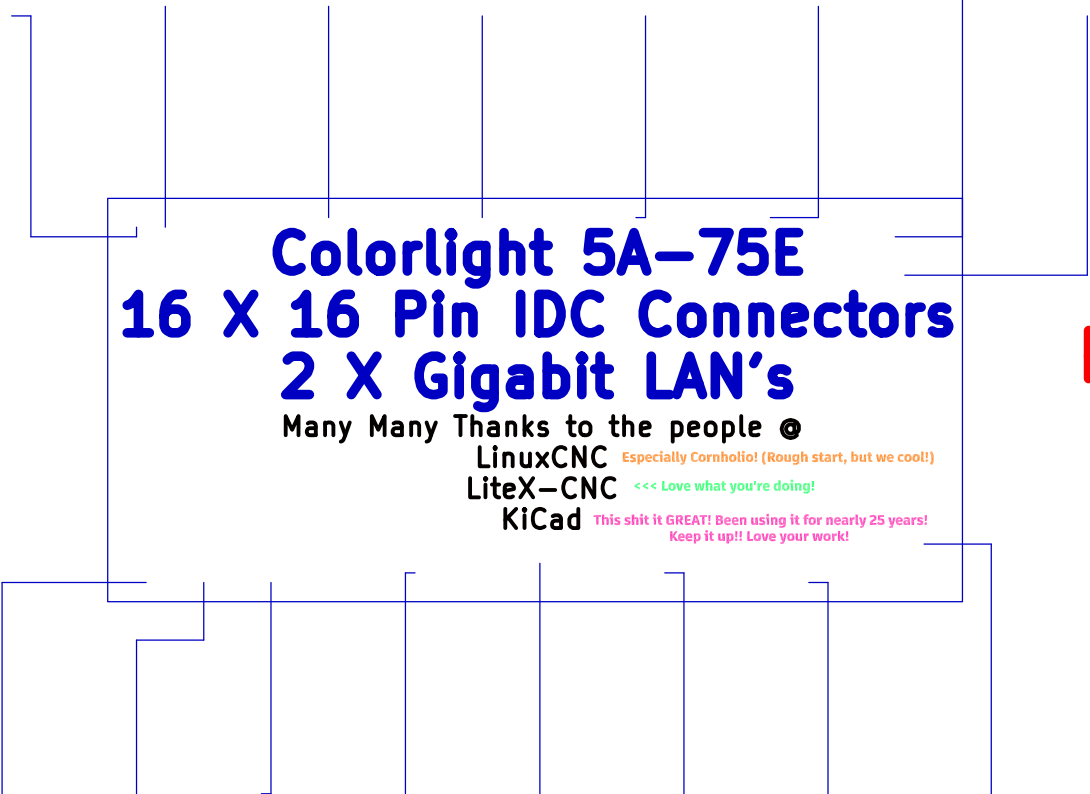 Colorlight 5A-75E
16 X 16 Pin IDC Connectors
2 X Gigabit LAN's
Many Many Thanks to the people @
LinuxCNC Especially Cornholio! (Rough start, but we cool!)
LiteX-CNC <<< Love what you're doing!
KiCad This shit it GREAT! Been using it for nearly 25 years!
Keep it up!! Love your work!